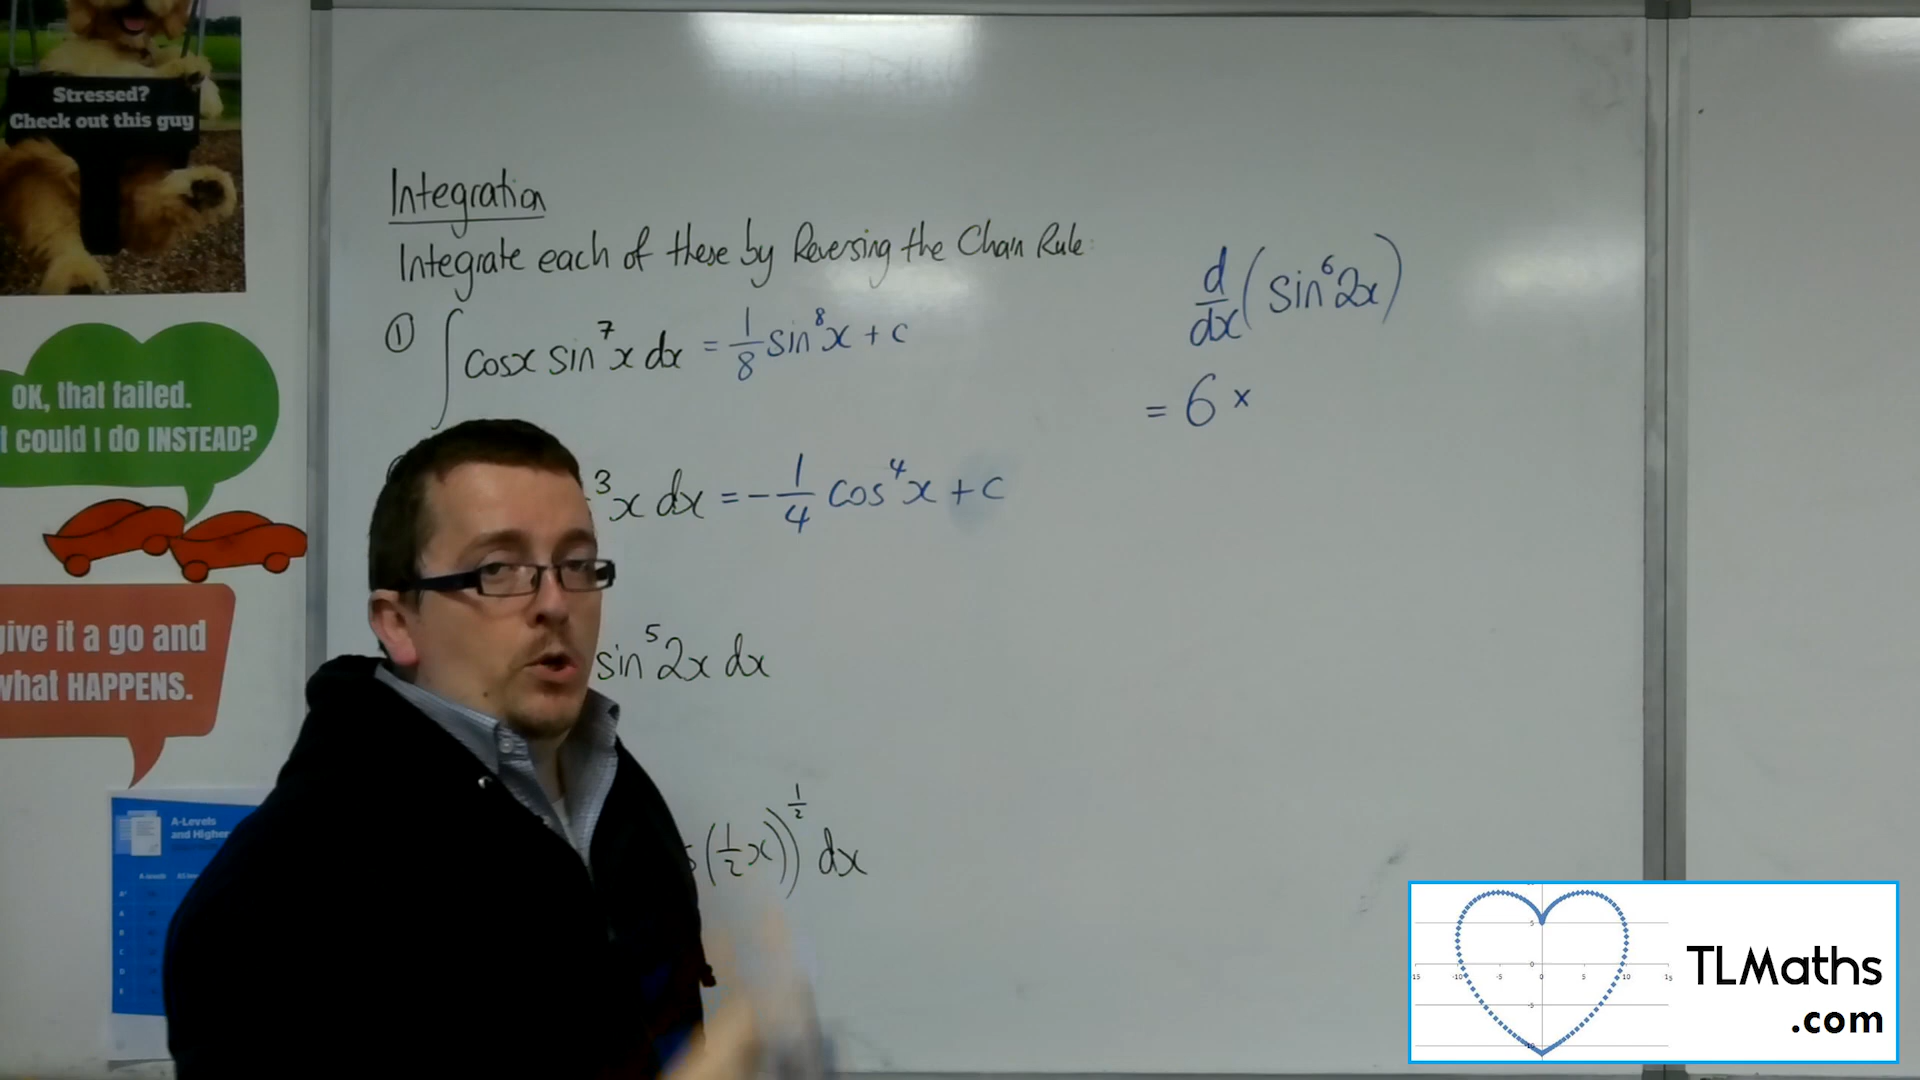 Stressed?
Check out this guy
OK, that failed.
could I do INSTEAD?
give it a go and
what HAPPENS.
A-Levels
and Higher
Integration
Integrate each of these by Reversing the Chain Rule:
① ∫ cosx sin⁷x dx = 1/8 sin⁸x + c
³x dx = -1/4 cos⁴x + c
sin⁵2x dx
(1/2x))^1/2 dx
d/dx (sin⁶2x)
= 6 ×
TLMaths
.com